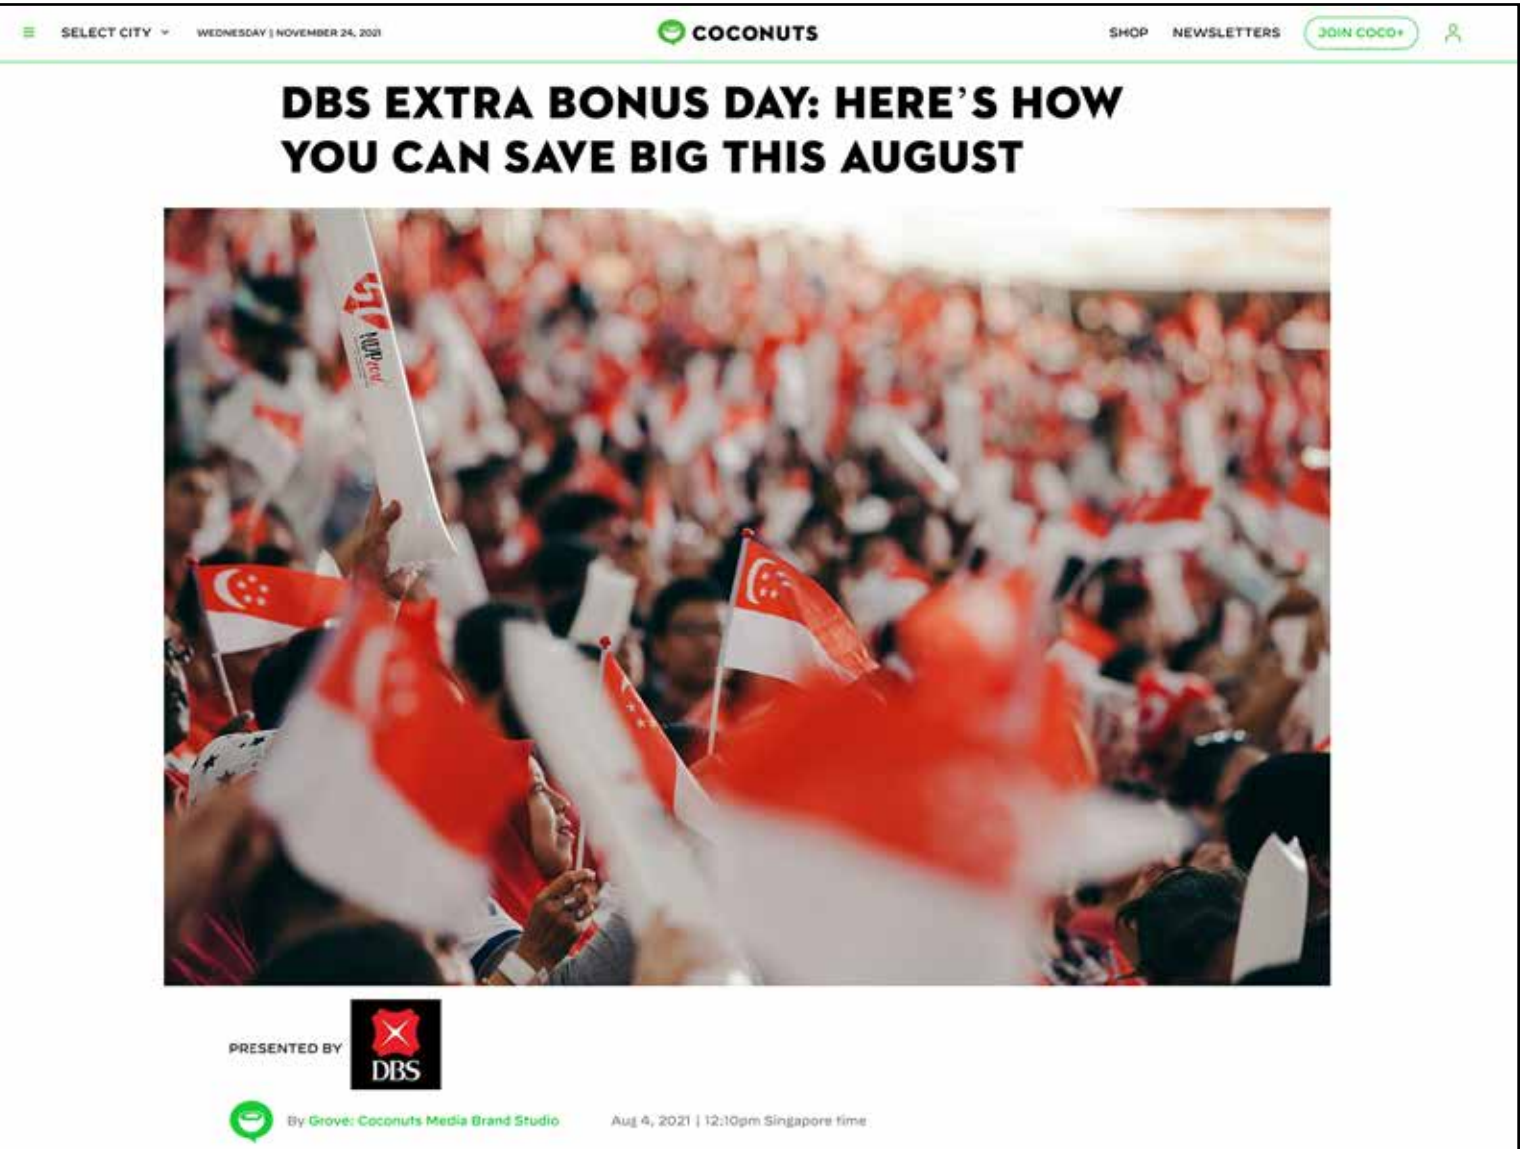 SELECT CITY
WEDNESDAY | NOVEMBER 24, 2021
COCONUTS
SHOP
NEWSLETTERS
JOIN COCO+
DBS EXTRA BONUS DAY: HERE’S HOW
YOU CAN SAVE BIG THIS AUGUST
PRESENTED BY
DBS
By Grove: Coconuts Media Brand Studio
Aug 4, 2021 | 12:10pm Singapore time